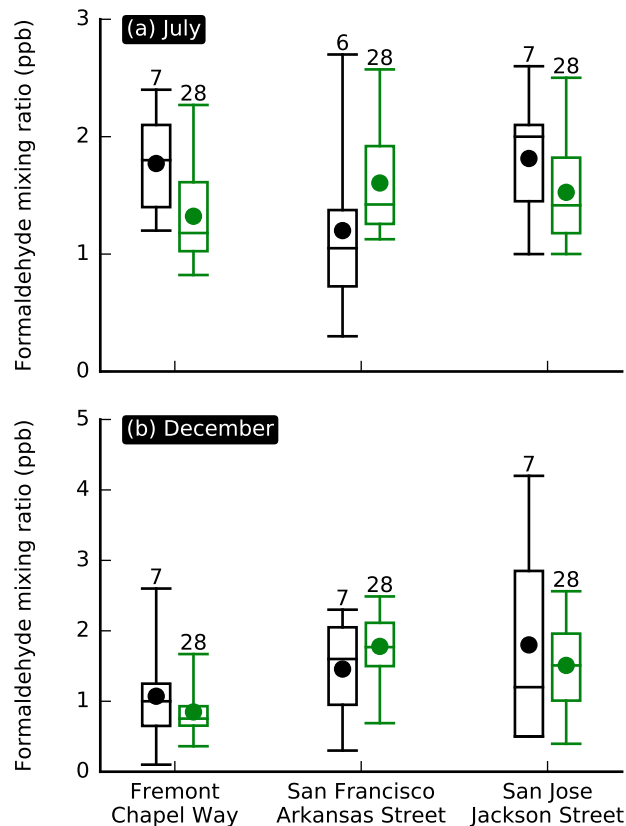 (a) July
Formaldehyde mixing ratio (ppb)
3
2
1
0
7
28
6
28
7
28
(b) December
Formaldehyde mixing ratio (ppb)
5
4
3
2
1
0
7
28
7
28
7
28
Fremont
Chapel Way
San Francisco
Arkansas Street
San Jose
Jackson Street